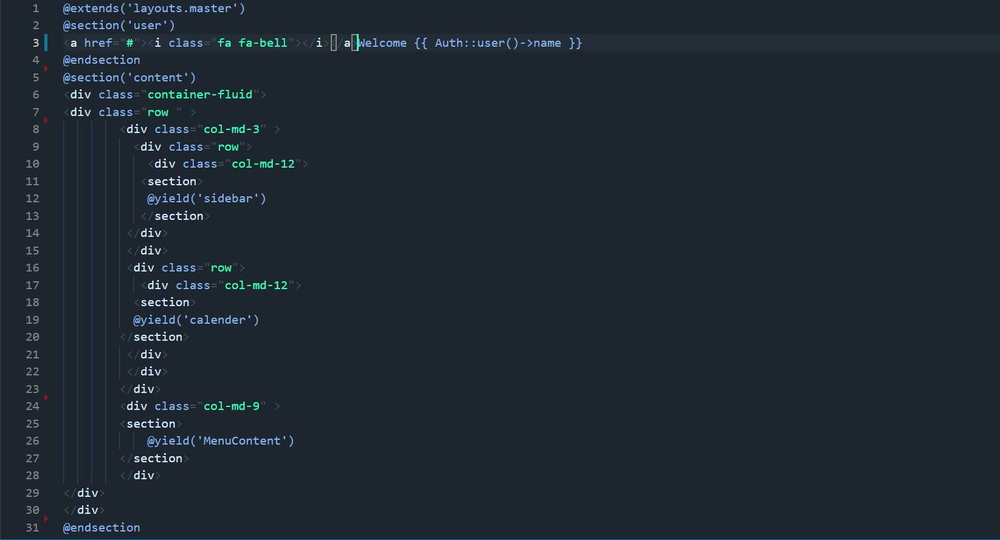 1 @extends('layouts.master')
2 @section('user')
3 <a href="#"><i class="fa fa-bell"></i></a>Welcome {{ Auth::user()->name }}
4 @endsection
5 @section('content')
6 <div class="container-fluid">
7 <div class="row " >
8 <div class="col-md-3" >
9 <div class="row">
10 <div class="col-md-12">
11 <section>
12 @yield('sidebar')
13 </section>
14 </div>
15 </div>
16 <div class="row">
17 <div class="col-md-12">
18 <section>
19 @yield('calender')
20 </section>
21 </div>
22 </div>
23 </div>
24 <div class="col-md-9" >
25 <section>
26 @yield('MenuContent')
27 </section>
28 </div>
29 </div>
30 </div>
31 @endsection